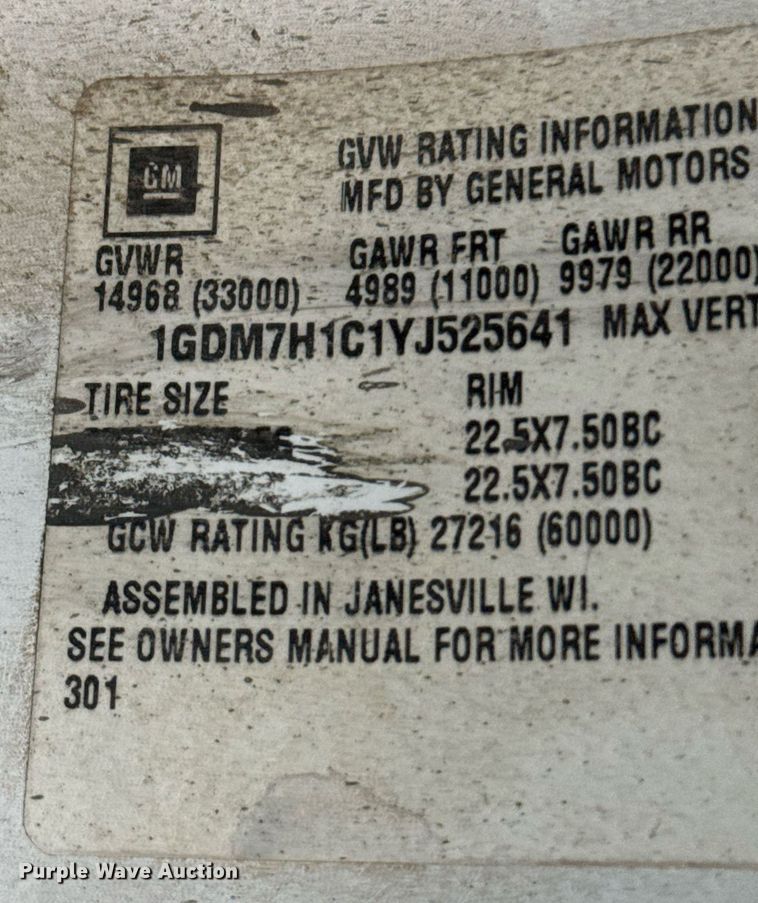 GM
GVW RATING INFORMATION
MFD BY GENERAL MOTORS
GVWR GAWR FRT GAWR RR
14968 (33000) 4989 (11000) 9979 (22000)
1GDM7H1C1YJ525641 MAX VERT
TIRE SIZE RIM
22.5X7.50BC
22.5X7.50BC
GCW RATING KG(LB) 27216 (60000)
ASSEMBLED IN JANESVILLE WI.
SEE OWNERS MANUAL FOR MORE INFORMA
301
Purple Wave Auction